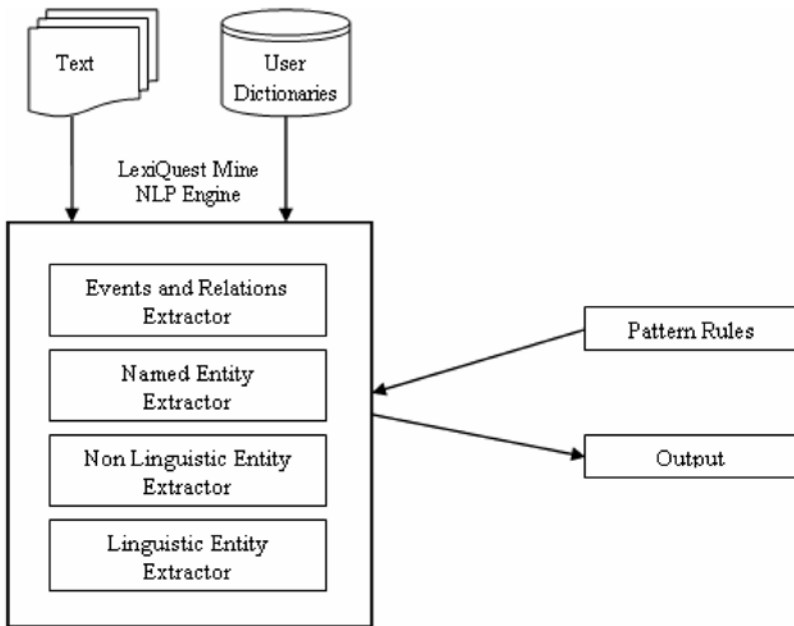 Text
User
Dictionaries
LexiQuest Mine
NLP Engine
Events and Relations
Extractor
Named Entity
Extractor
Non Linguistic Entity
Extractor
Linguistic Entity
Extractor
Pattern Rules
Output